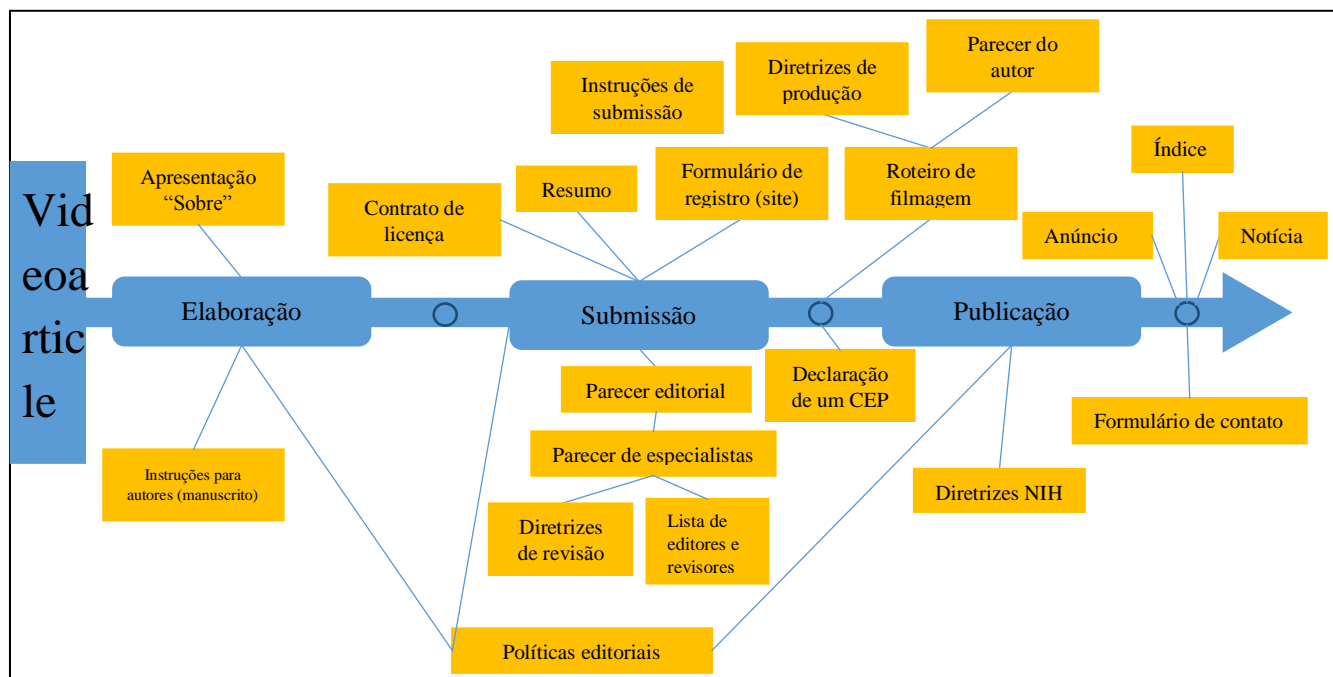 Vid
eoa
rtic
le
Apresentação
“Sobre”
Elaboração
Instruções para
autores (manuscrito)
Contrato de
licença
Resumo
Instruções de
submissão
Formulário de
registro (site)
Submissão
Parecer editorial
Parecer de especialistas
Diretrizes
de revisão
Lista de
editores e
revisores
Políticas editoriais
Diretrizes de
produção
Parecer do
autor
Roteiro de
filmagem
Declaração
de um CEP
Publicação
Diretrizes NIH
Índice
Anúncio
Notícia
Formulário de contato